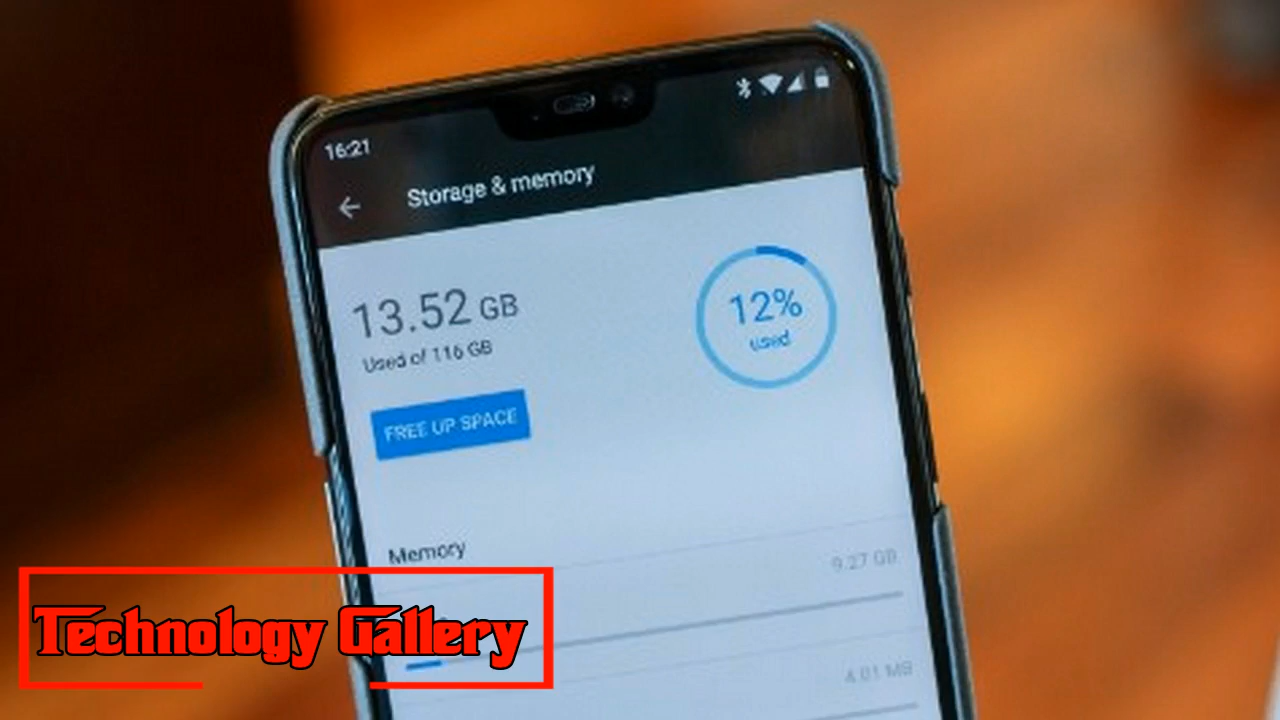 16:21
Storage & memory
13.52 GB
Used of 116 GB
12%
used
FREE UP SPACE
Memory
9.27 GB
4.01 MB
Technology Gallery